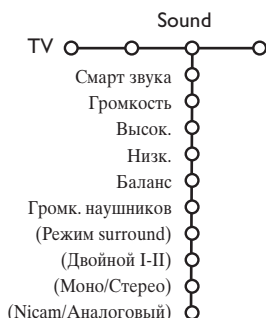 Sound
TV
Смарт звука
Громкость
Высок.
Низк.
Баланс
Громк. наушников
(Режим surround)
(Двойной I-II)
(Моно/Стерео)
(Nicam/Аналоговый)